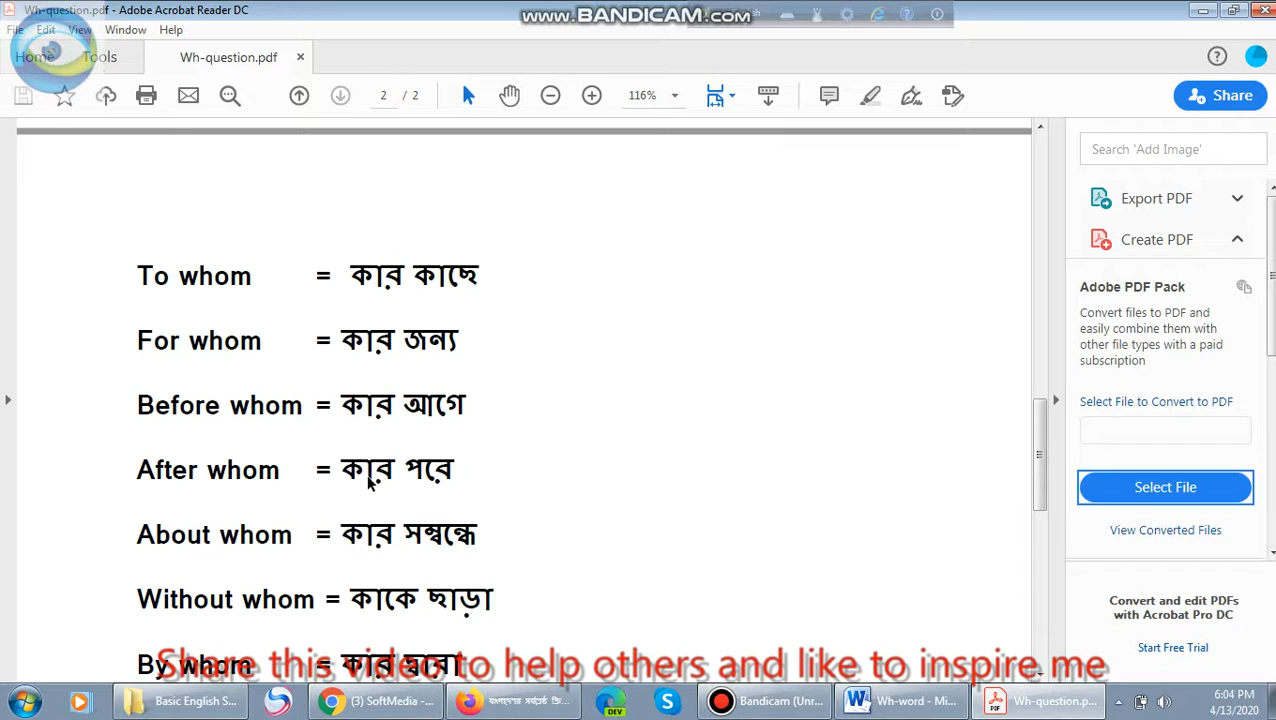 Wh-question.pdf - Adobe Acrobat Reader DC
www.BANDICAM.com
File Edit View Window Help
Home Tools Wh-question.pdf ×
2 / 2 116% Share
Search 'Add Image'
Export PDF
Create PDF
Adobe PDF Pack
Convert files to PDF and
easily combine them with
other file types with a paid
subscription
Select File to Convert to PDF
Select File
View Converted Files
Convert and edit PDFs
with Acrobat Pro DC
Start Free Trial
To whom = কার কাছে
For whom = কার জন্য
Before whom = কার আগে
After whom = কার পরে
About whom = কার সম্বন্ধে
Without whom = কাকে ছাড়া
By whom = কার দ্বারা
Share this video to help others and like to inspire me
Basic English S... (3) SoftMedia - ... DEV Bandicam (Unr... Wh-word - Mi... Wh-question.p...
6:04 PM
4/13/2020